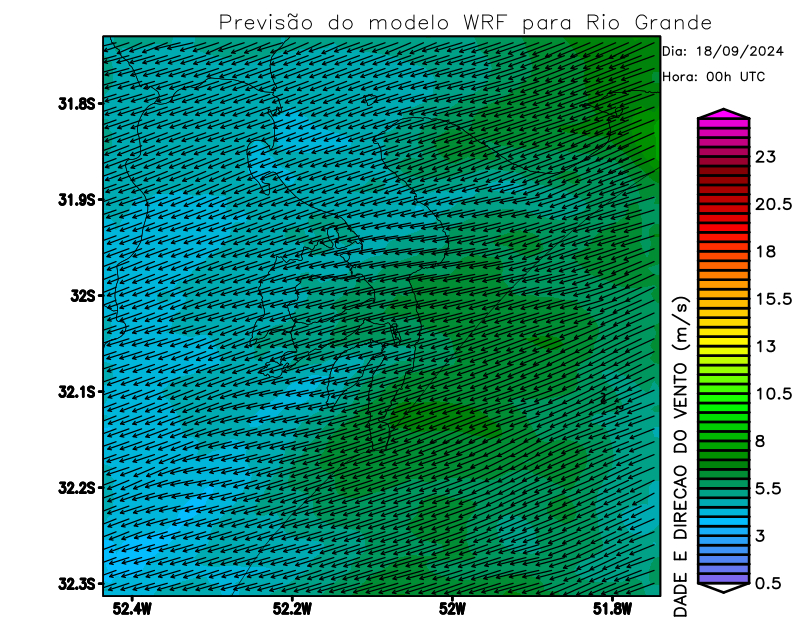 Previsão do modelo WRF para Rio Grande
Dia: 18/09/2024
Hora: 00h UTC
31.8S
31.9S
32S
32.1S
32.2S
32.3S
52.4W
52.2W
52W
51.8W
DADE E DIRECAO DO VENTO (m/s)
23
20.5
18
15.5
13
10.5
8
5.5
3
0.5